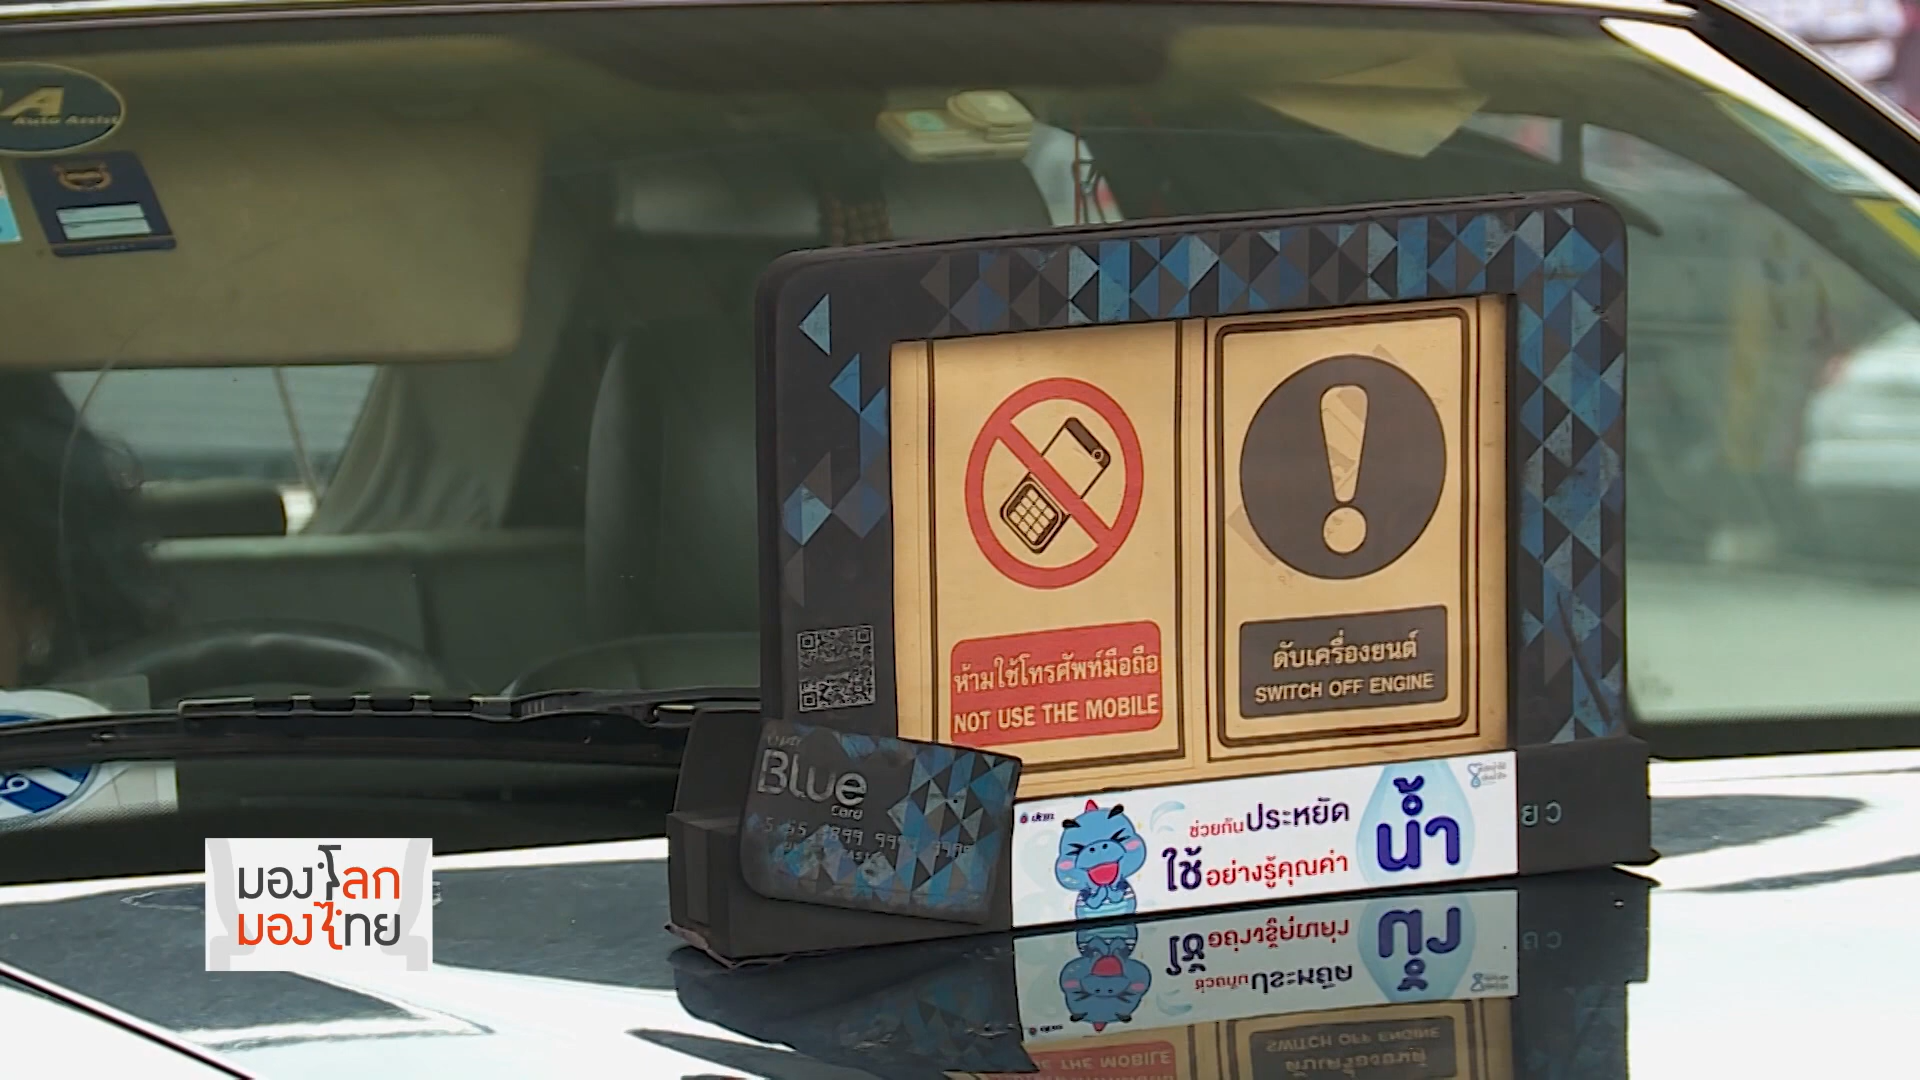 Auto Assist
ห้ามใช้โทรศัพท์มือถือ
NOT USE THE MOBILE
ดับเครื่องยนต์
SWITCH OFF ENGINE
Blue
card
ช่วยกันประหยัด
ใช้อย่างรู้คุณค่า
น้ำ
มองโลก
มองไทย